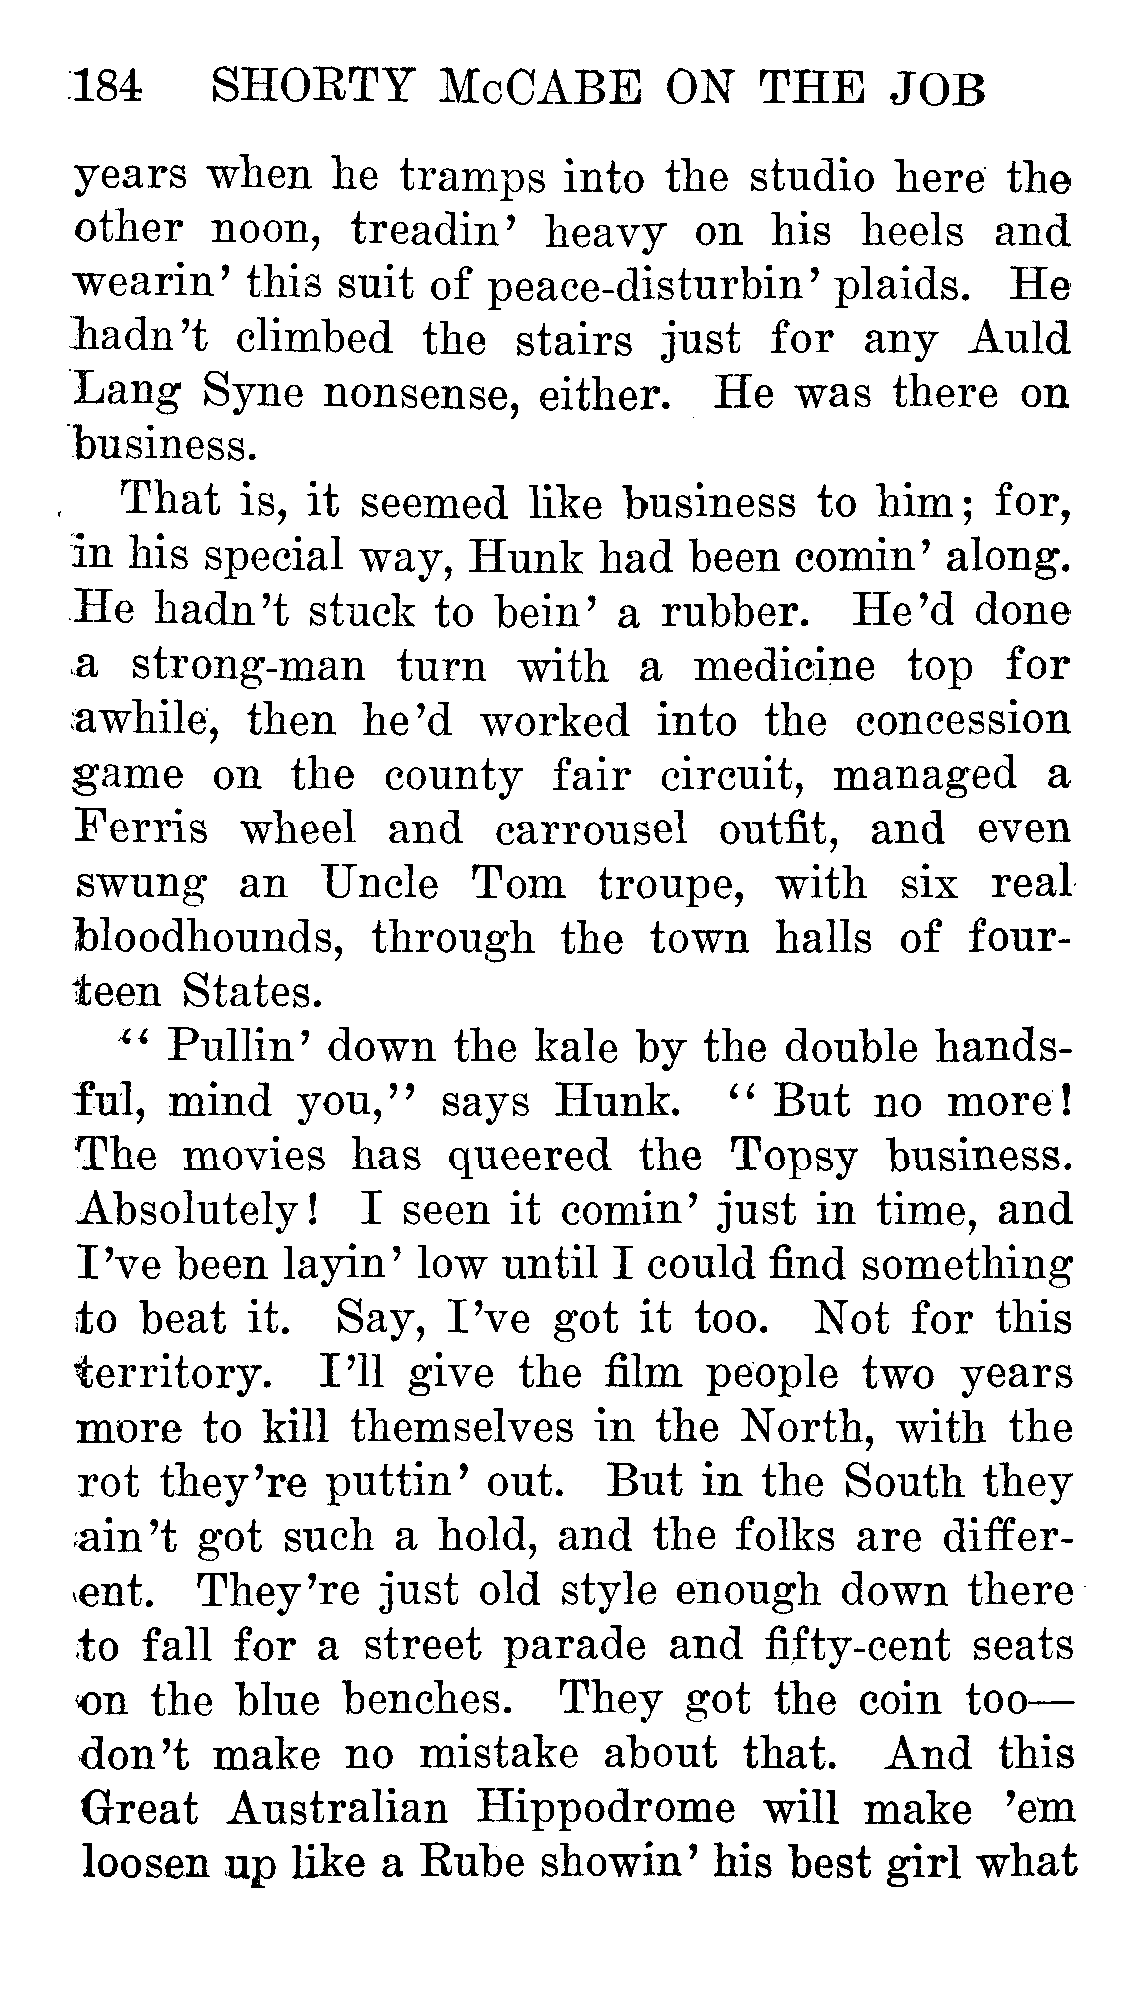 184 SHORTY McCABE ON THE JOB
years when he tramps into the studio here the
other noon, treadin' heavy on his heels and
wearin' this suit of peace-disturbin' plaids. He
hadn't climbed the stairs just for any Auld
Lang Syne nonsense, either. He was there on
business.
That is, it seemed like business to him; for,
in his special way, Hunk had been comin' along.
He hadn't stuck to bein' a rubber. He'd done
a strong-man turn with a medicine top for
awhile, then he'd worked into the concession
game on the county fair circuit, managed a
Ferris wheel and carrousel outfit, and even
swung an Uncle Tom troupe, with six real
bloodhounds, through the town halls of four-
teen States.
"Pullin' down the kale by the double hands-
ful, mind you," says Hunk. "But no more!
The movies has queered the Topsy business.
Absolutely! I seen it comin' just in time, and
I've been layin' low until I could find something
to beat it. Say, I've got it too. Not for this
territory. I'll give the film people two years
more to kill themselves in the North, with the
rot they're puttin' out. But in the South they
ain't got such a hold, and the folks are differ-
ent. They're just old style enough down there
to fall for a street parade and fifty-cent seats
on the blue benches. They got the coin too—
don't make no mistake about that. And this
Great Australian Hippodrome will make 'em
loosen up like a Rube showin' his best girl what